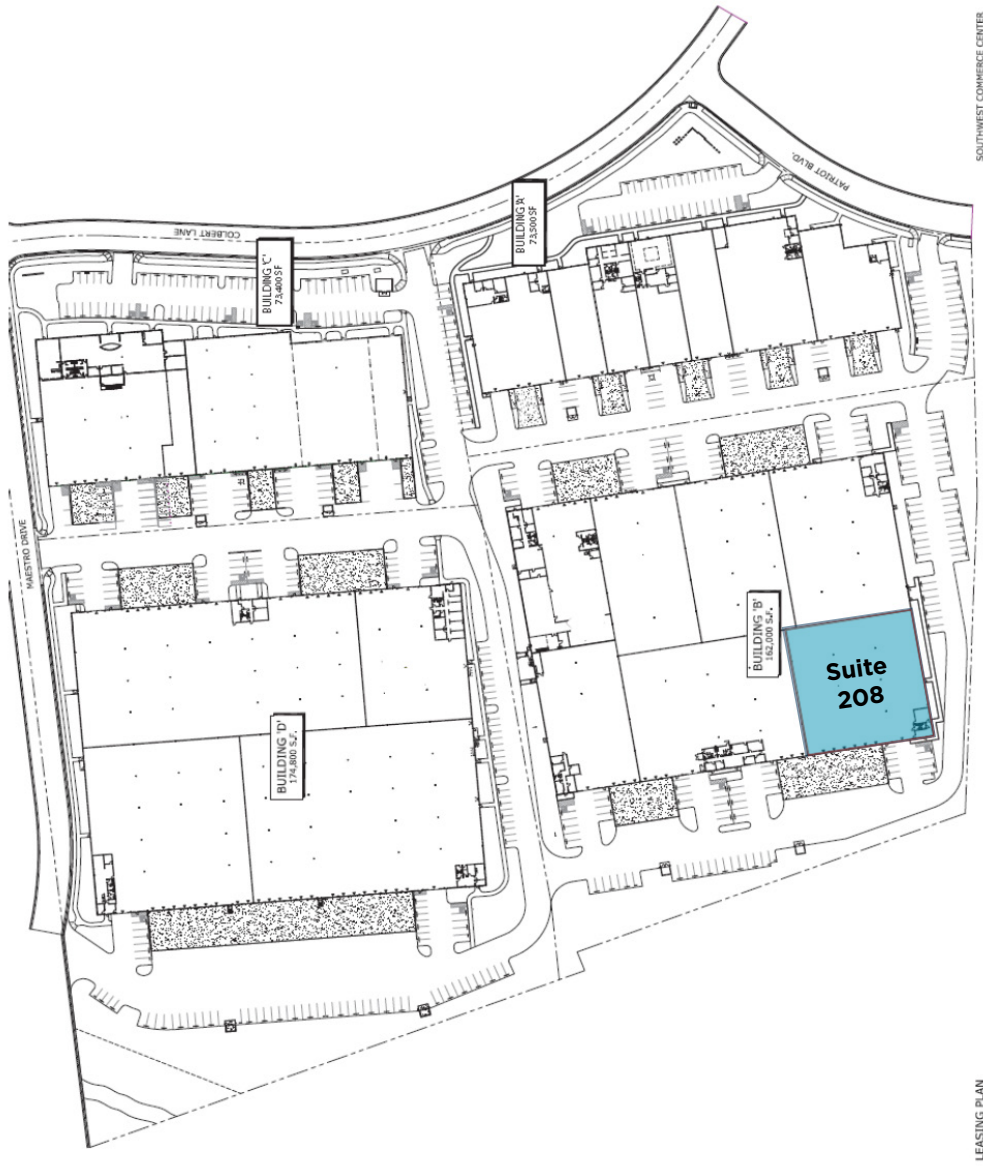 SOUTHWEST COMMERCE CENTER
PATRIOT BLVD.
COLBERT LANE
BUILDING 'A'
73,500 SF
BUILDING 'C'
73,400 SF
MAESTRO DRIVE
BUILDING 'B'
162,000 S.F.
Suite
208
BUILDING 'D'
174,800 S.F.
LEASING PLAN